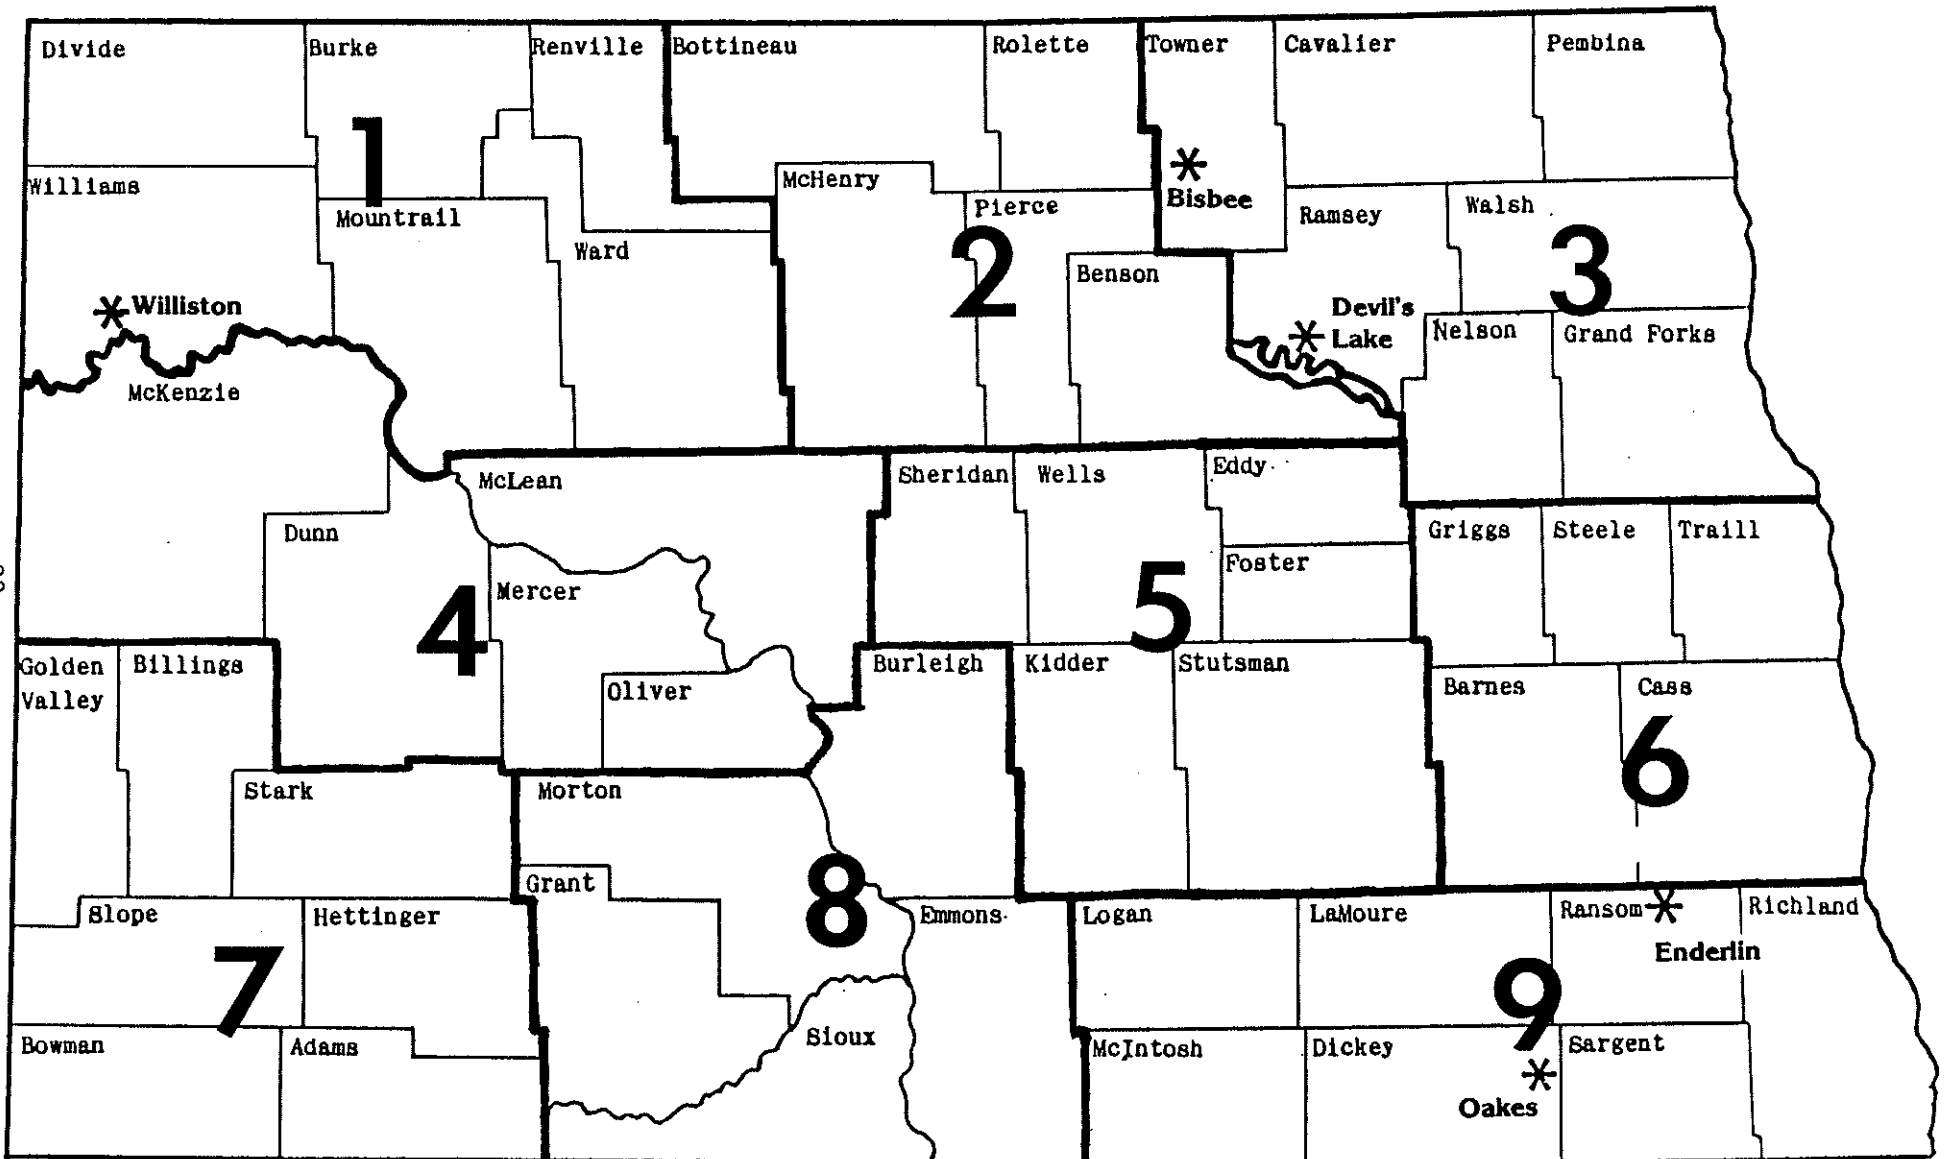 Divide
Burke
Renville
Bottineau
Rolette
Towner
Cavalier
Pembina
1
Williams
Mountrail
Ward
McHenry
Pierce
2
Benson
*
Bisbee
Ramsey
Walsh
3
* Williston
McKenzie
* Devil's
Lake
Nelson
Grand Forks
McLean
Sheridan
Wells
Eddy
Dunn
Mercer
4
5
Foster
Griggs
Steele
Traill
Golden
Valley
Billings
Oliver
Burleigh
Kidder
Stutsman
Barnes
Cass
6
Stark
Morton
Grant
8
Slope
Hettinger
7
Emmons
Logan
LaMoure
Ransom *
Enderlin
Richland
9
Bowman
Adams
Sioux
McIntosh
Dickey
Sargent
*
Oakes